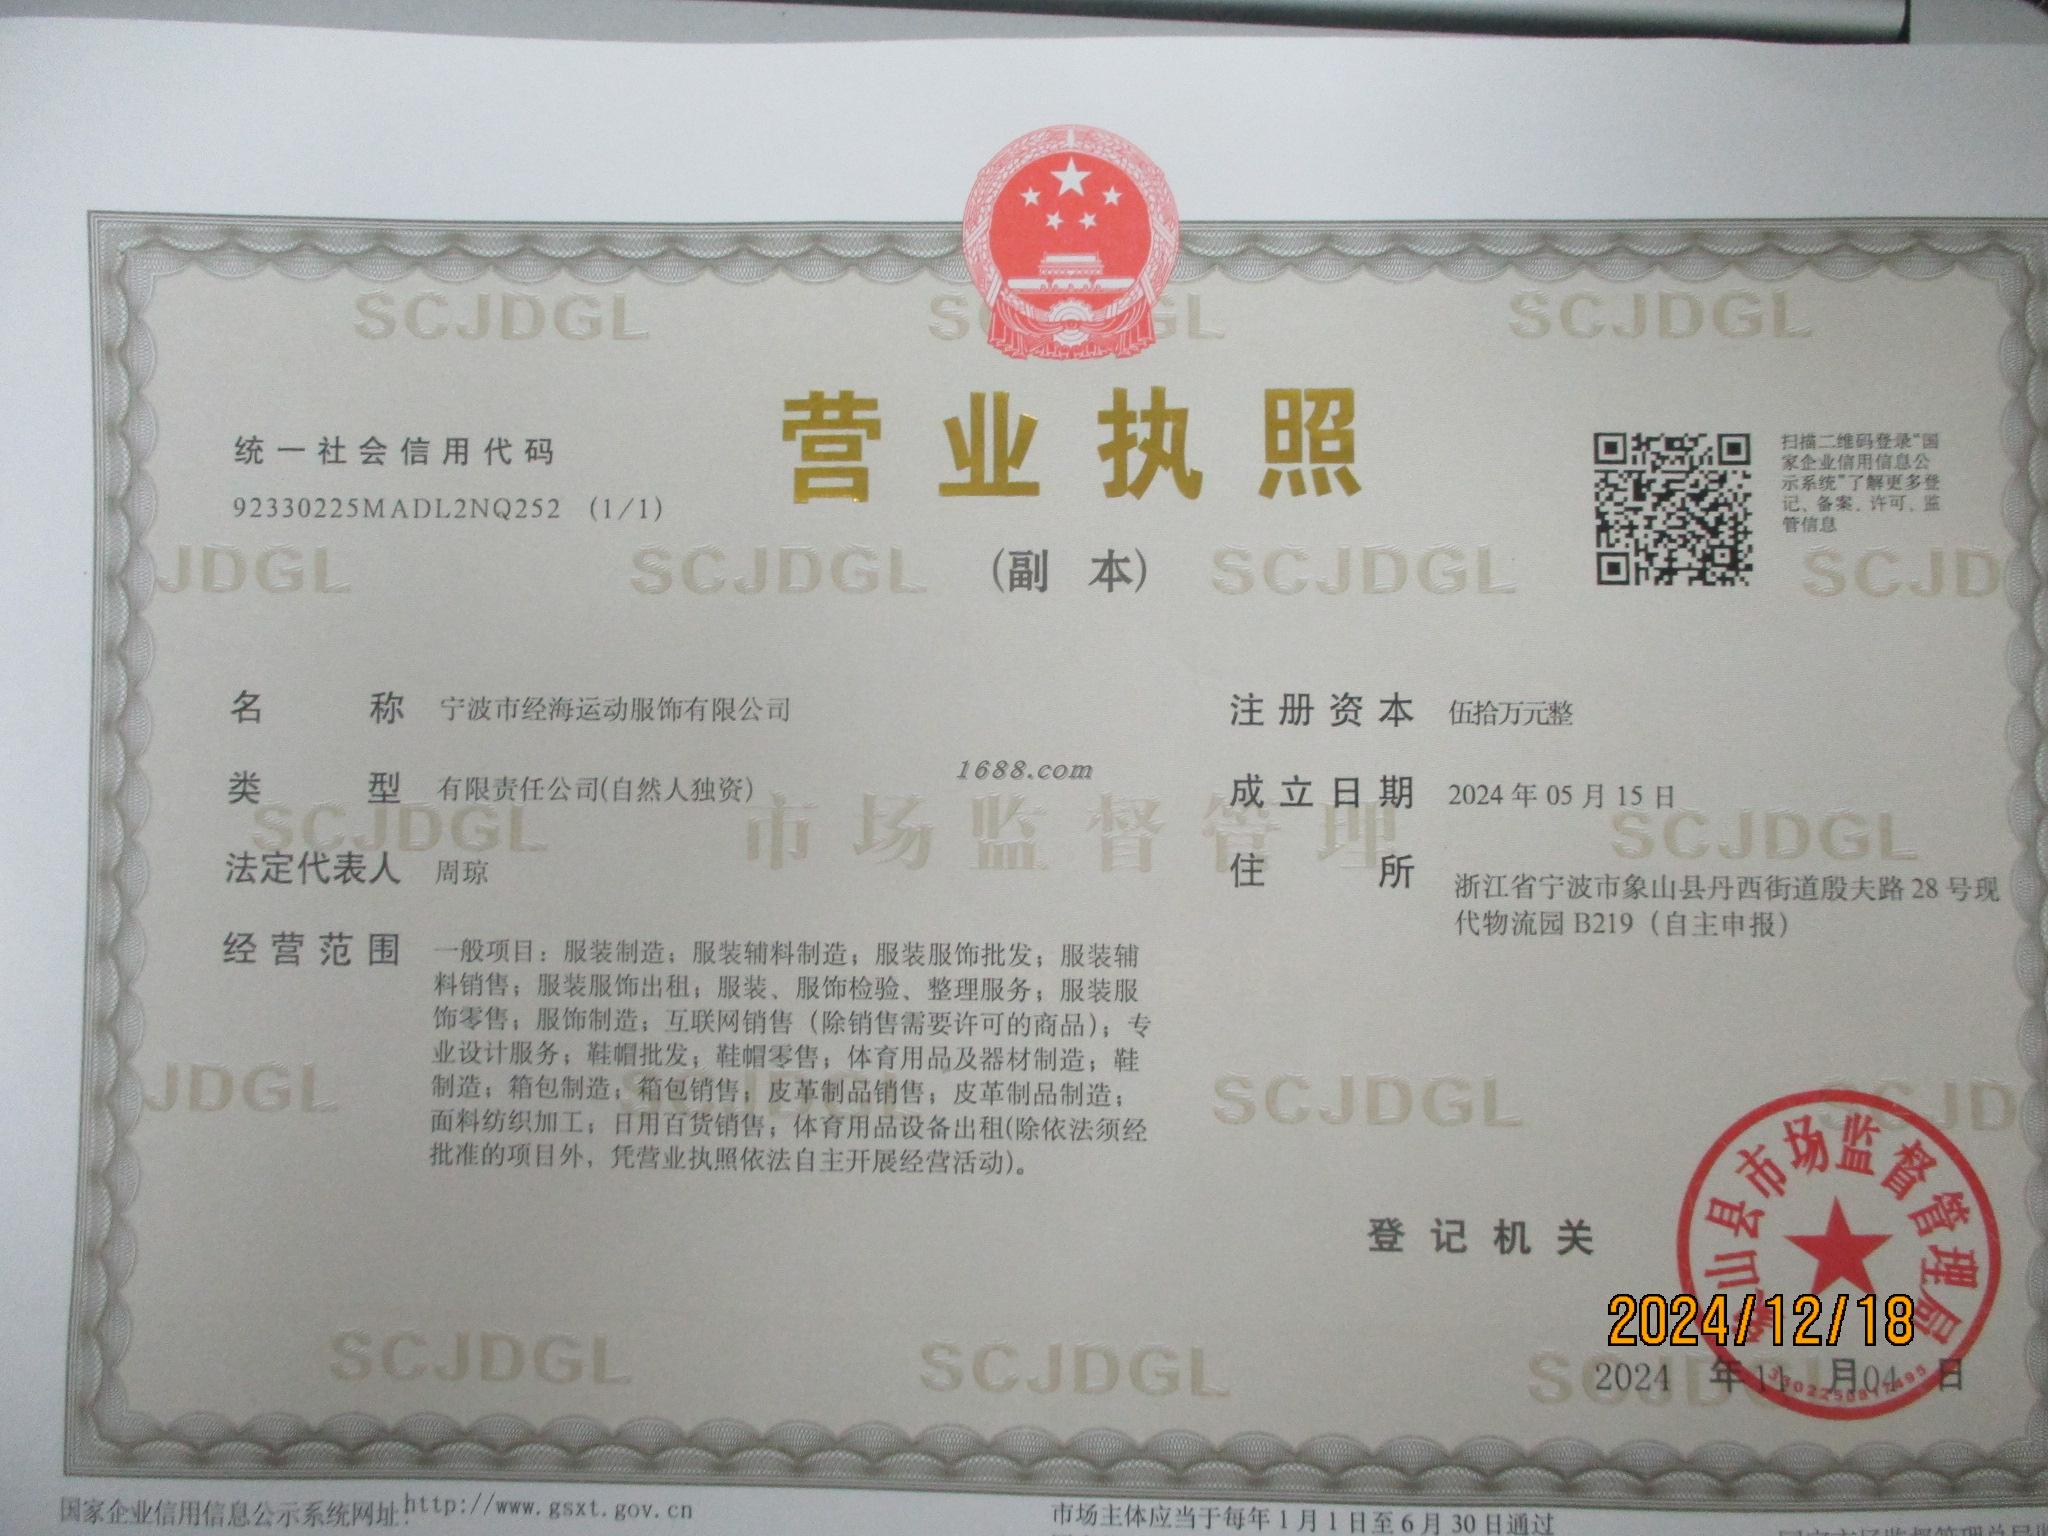 SCJDGL SCJDGL SCJDGL
营业执照
(副 本)
统一社会信用代码
92330225MADL2NQ252 (1/1)
扫描二维码登录“国
家企业信用信息公
示系统”了解更多登
记、备案、许可、监
管信息
JDGL SCJDGL SCJDGL SCJD
名 称 宁波市经海运动服饰有限公司
类 型 有限责任公司(自然人独资)
法定代表人 周琼
经营范围 一般项目：服装制造；服装辅料制造；服装服饰批发；服装辅
料销售；服装服饰出租；服装、服饰检验、整理服务；服装服
饰零售；服饰制造；互联网销售（除销售需要许可的商品）；专
业设计服务；鞋帽批发；鞋帽零售；体育用品及器材制造；鞋
制造；箱包制造；箱包销售；皮革制品销售；皮革制品制造；
面料纺织加工；日用百货销售；体育用品设备出租(除依法须经
批准的项目外，凭营业执照依法自主开展经营活动)。
注册资本 伍拾万元整
成立日期 2024 年 05 月 15 日
住 所 浙江省宁波市象山县丹西街道殷夫路 28 号现
代物流园 B219（自主申报）
1688.com
SCJDGL 市场监督管理 SCJDGL
JDGL SCJDGL SCJDGL SCJD
登记机关
象山县市场监督管理局
2024/12/18
2024 年 11 月 04 日
SCJDGL SCJDGL SCJDGL
国家企业信用信息公示系统网址:http://www.gsxt.gov.cn
市场主体应当于每年 1 月 1 日至 6 月 30 日通过